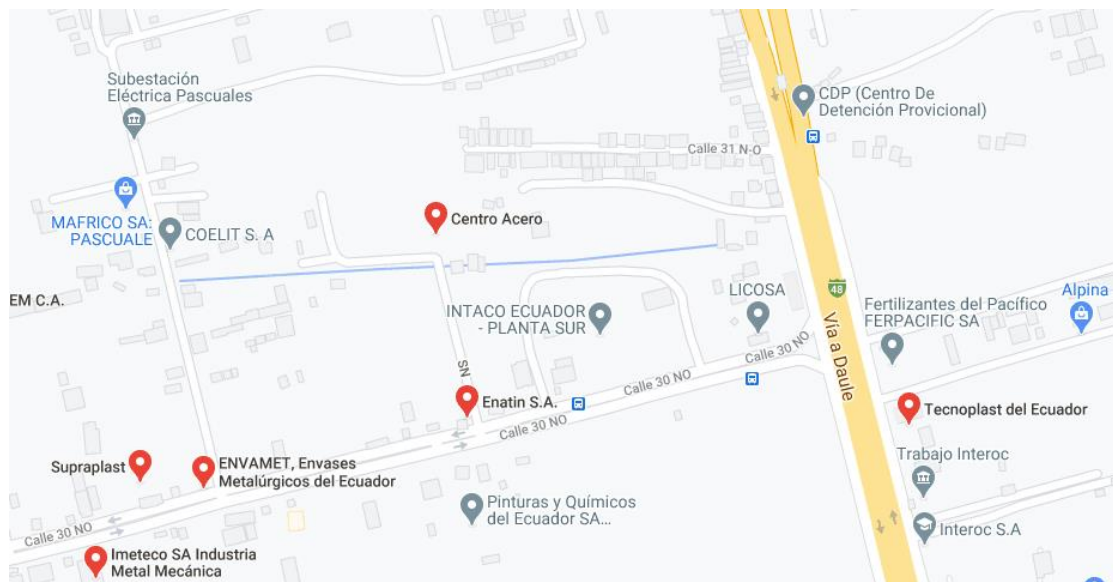 Subestación
Eléctrica Pascuales
CDP (Centro De
Detención Provicional)
Calle 31 N-O
MAFRICO SA:
PASCUALE
COELIT S. A
Centro Acero
EM C.A.
INTACO ECUADOR
- PLANTA SUR
LICOSA
48
Fertilizantes del Pacífico
FERPACIFIC SA
Alpina
Vía a Daule
Calle 30 NO
Calle 30 NO
SN
Enatin S.A.
Calle 30 NO
Tecnoplast del Ecuador
Supraplast
ENVAMET, Envases
Metalúrgicos del Ecuador
Trabajo Interoc
Pinturas y Químicos
del Ecuador SA...
Interoc S.A
Calle 30 NO
Imeteco SA Industria
Metal Mecánica